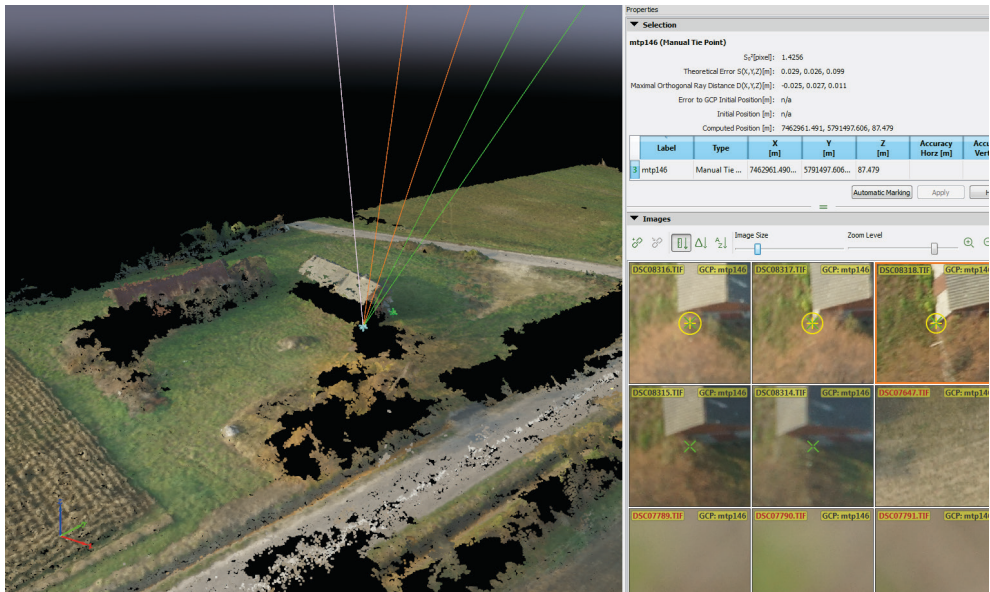 Properties
Selection
mtp146 (Manual Tie Point)
S₀²[pixel]: 1.4256
Theoretical Error S(X,Y,Z)[m]: 0.029, 0.026, 0.099
Maximal Orthogonal Ray Distance D(X,Y,Z)[m]: -0.025, 0.027, 0.011
Error to GCP Initial Position[m]: n/a
Initial Position [m]: n/a
Computed Position [m]: 7462961.491, 5791497.606, 87.479
Label Type X [m] Y [m] Z [m] Accuracy Horz [m] Accu Vert
3 mtp146 Manual Tie ... 7462961.490... 5791497.606... 87.479
Automatic Marking Apply H
Images
Image Size Zoom Level
DSC08316.TIF GCP: mtp146 DSC08317.TIF GCP: mtp146 DSC08318.TIF GCP: mtp146
DSC08315.TIF GCP: mtp146 DSC08314.TIF GCP: mtp146 DSC07647.TIF GCP: mtp146
DSC07789.TIF GCP: mtp146 DSC07790.TIF GCP: mtp146 DSC07791.TIF GCP: mtp146